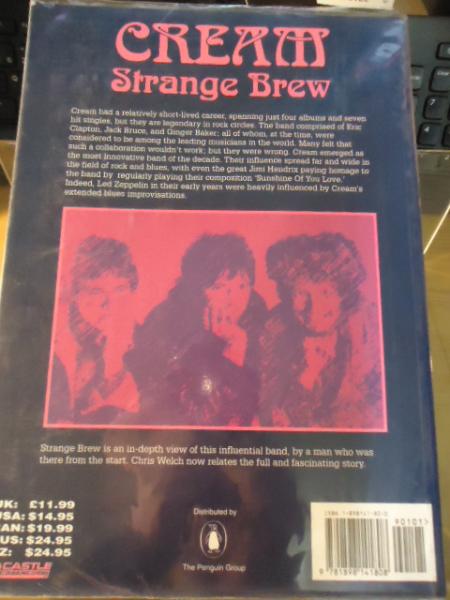 CREAM
Strange Brew
Cream had a relatively short-lived career, spanning just four albums and seven
hit singles, but they are legendary in rock circles. The band comprised of Eric
Clapton, Jack Bruce, and Ginger Baker; all of whom, at the time, were
considered to be among the leading musicians in the world. Many felt that
such a collaboration wouldn't work; but they were wrong. Cream emerged as
the most innovative band of the decade. Their influence spread far and wide in
the field of rock and blues, with even the great Jimi Hendrix paying homage to
the band by regularly playing their composition 'Sunshine Of You Love.'
Indeed, Led Zeppelin in their early years were heavily influenced by Cream's
extended blues improvisations.
Strange Brew is an in-depth view of this influential band, by a man who was
there from the start. Chris Welch now relates the full and fascinating story.
UK: £11.99
USA: $14.95
CAN: $19.99
US: $24.95
Z: $24.95
CASTLE
Distributed by
The Penguin Group
90101>
9 781898 141808